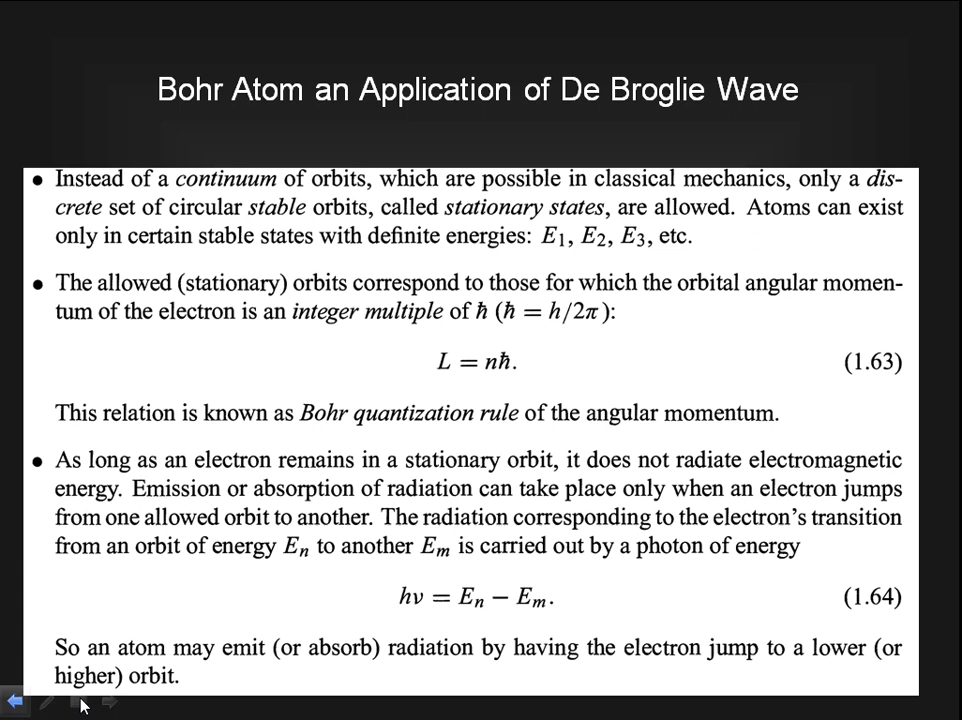 Bohr Atom an Application of De Broglie Wave
• Instead of a continuum of orbits, which are possible in classical mechanics, only a dis-
crete set of circular stable orbits, called stationary states, are allowed. Atoms can exist
only in certain stable states with definite energies: E₁, E₂, E₃, etc.
• The allowed (stationary) orbits correspond to those for which the orbital angular momen-
tum of the electron is an integer multiple of ℏ (ℏ = h/2π):
L = nℏ. (1.63)
This relation is known as Bohr quantization rule of the angular momentum.
• As long as an electron remains in a stationary orbit, it does not radiate electromagnetic
energy. Emission or absorption of radiation can take place only when an electron jumps
from one allowed orbit to another. The radiation corresponding to the electron's transition
from an orbit of energy Eₙ to another Eₘ is carried out by a photon of energy
hν = Eₙ − Eₘ. (1.64)
So an atom may emit (or absorb) radiation by having the electron jump to a lower (or
higher) orbit.